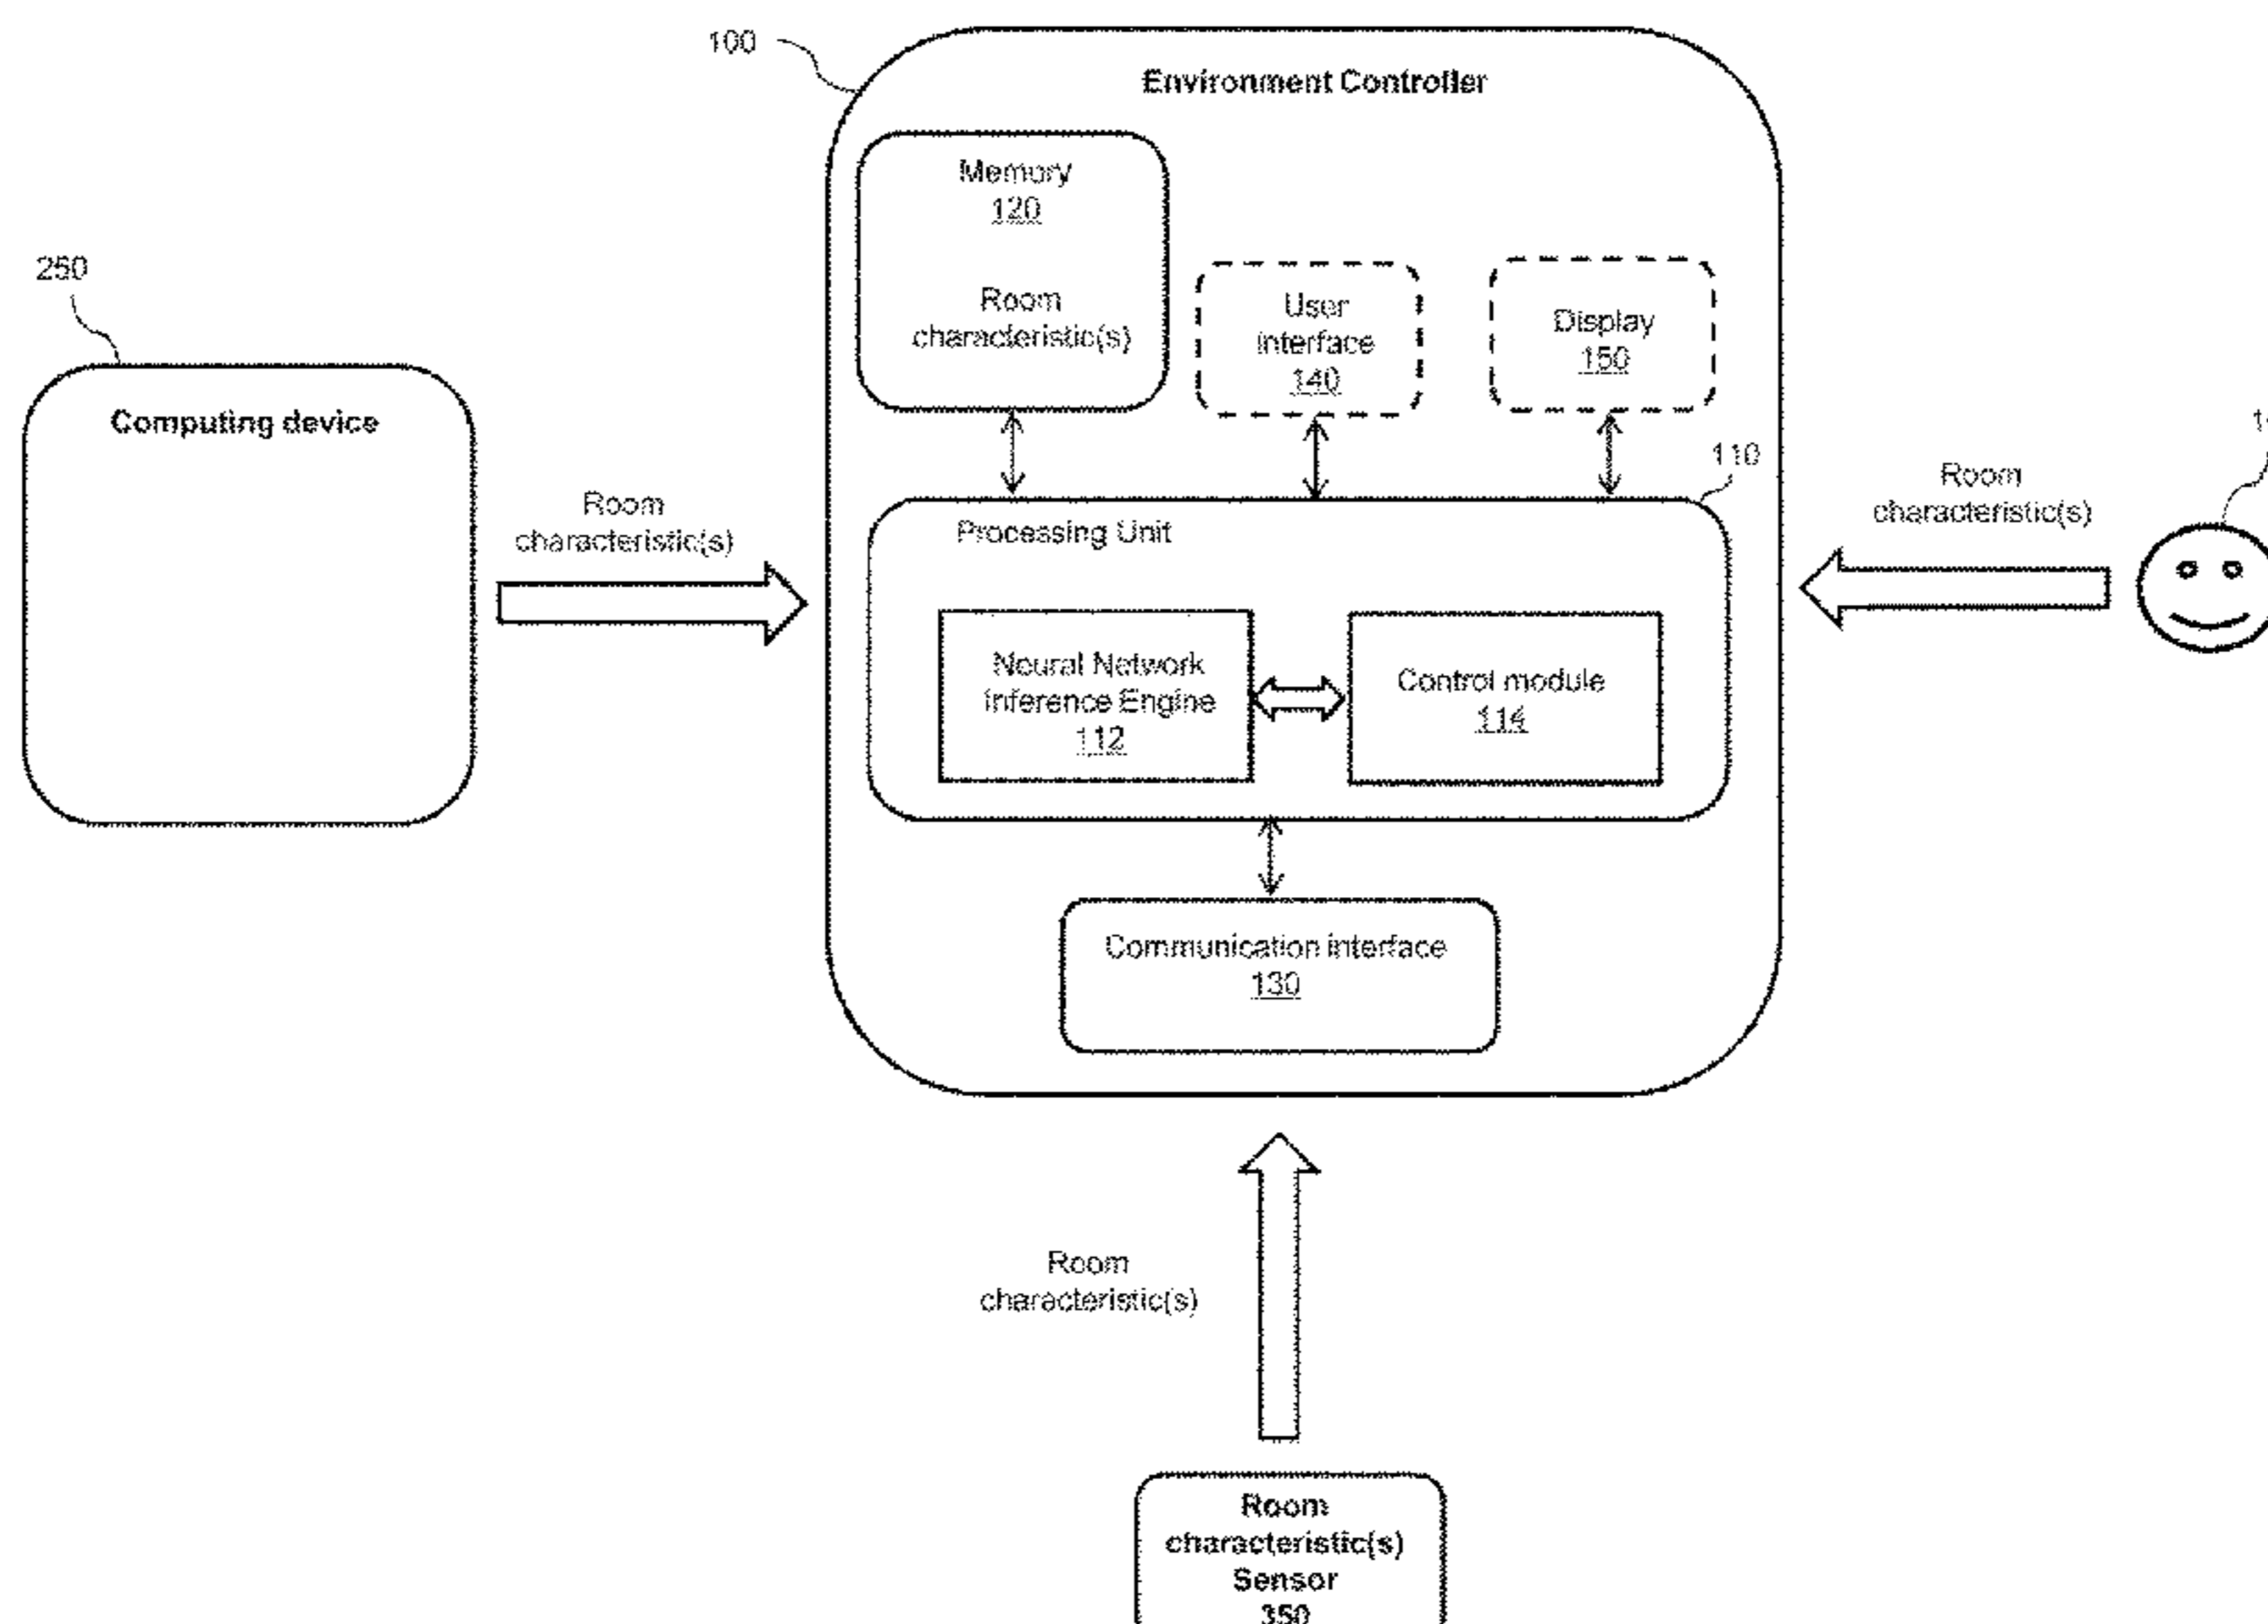 100
Environment Controller
Memory
120
Room
characteristic(s)
User
Interface
140
Display
150
250
Computing device
Room
characteristic(s)
110
Processing Unit
Neural Network
Inference Engine
112
Control module
114
Room
characteristic(s)
Communication interface
130
Room
characteristic(s)
Room
characteristic(s)
Sensor
350